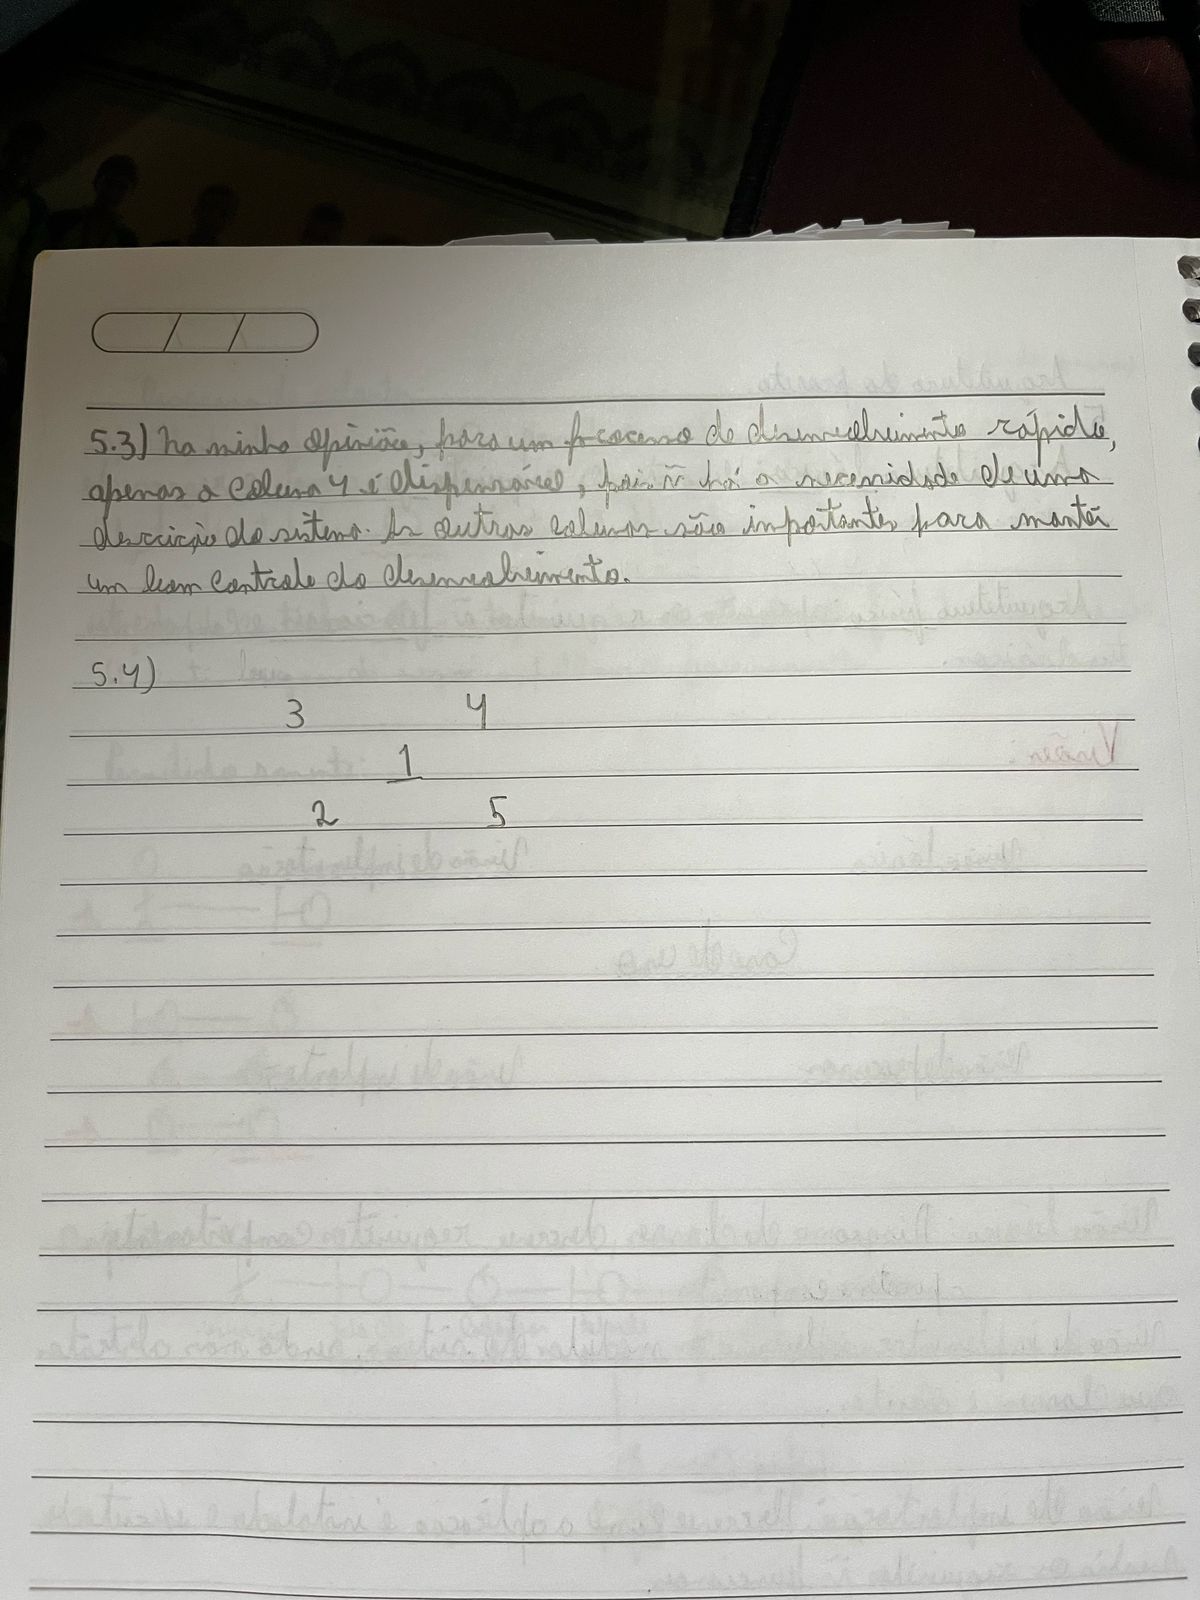 5.3) Na minha opinião, para um processo de desenvolvimento rápido,
apenas a coluna 4 é dispensável, pois ñ há a necessidade de uma
descrição do sistema. As outras colunas são importantes para manter
um bom controle do desenvolvimento.
5.4)
3 4
1
2 5